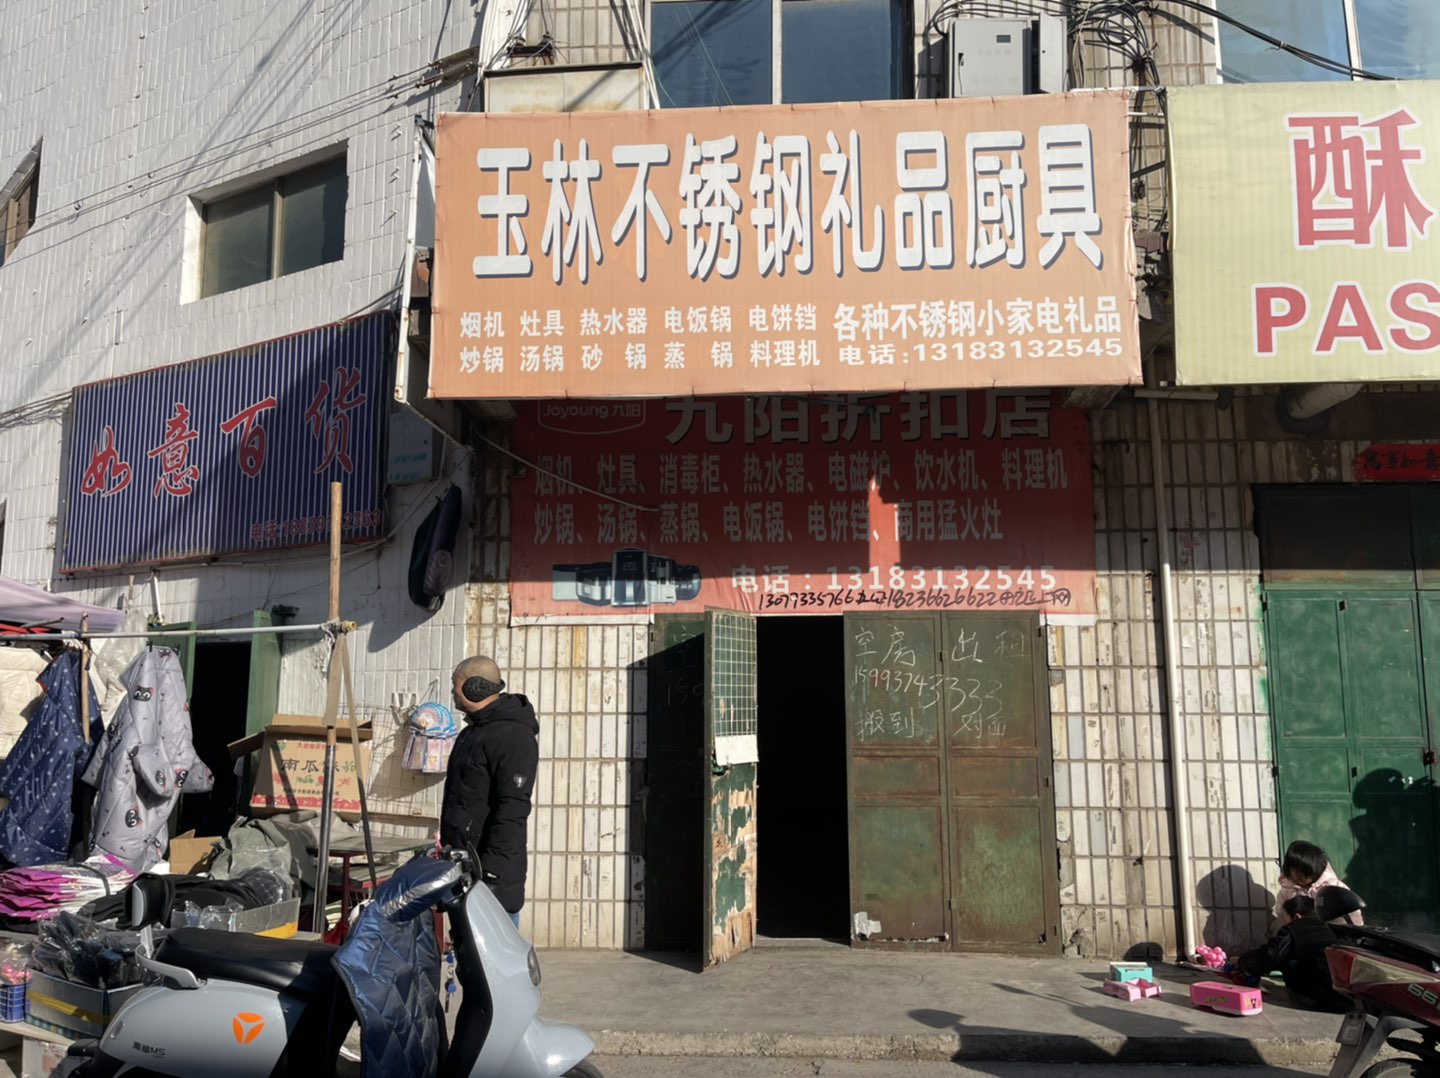 玉林不锈钢礼品厨具
烟机 灶具 热水器 电饭锅 电饼铛 各种不锈钢小家电礼品
炒锅 汤锅 砂锅 蒸锅 料理机 电话:13183132545
酥
PAS
如意百货
Joyoung 九阳
九阳折扣店
烟机、灶具、消毒柜、热水器、电磁炉、饮水机、料理机
炒锅、汤锅、蒸锅、电饭锅、电饼铛、商用猛火灶
电话：13183132545
空房出租
15993743333
搬到对面
空
159
南瓜